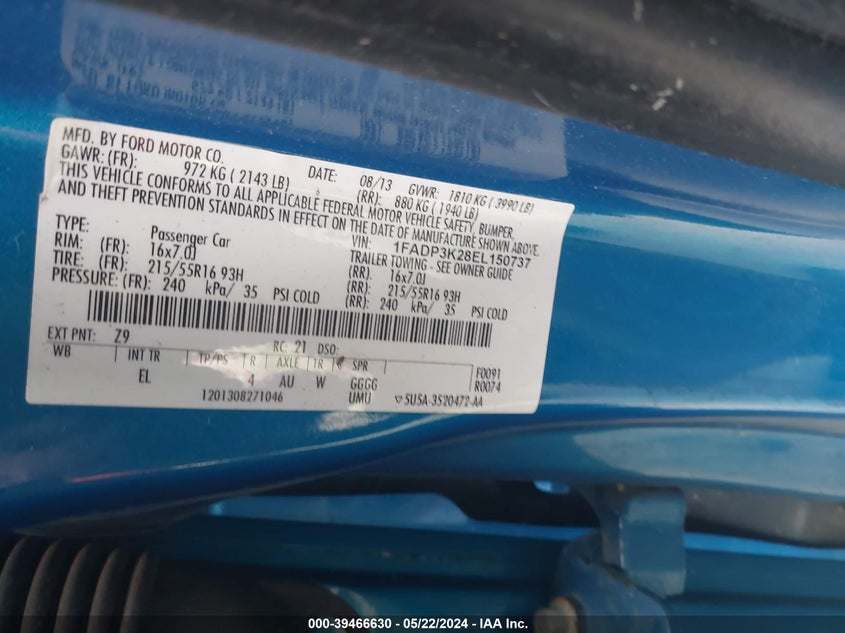 MFD. BY FORD MOTOR CO.
DATE: 08/13 GVWR: 1810 KG ( 3990 LB)
GAWR: (FR): 972 KG ( 2143 LB) (RR): 880 KG ( 1940 LB)
THIS VEHICLE CONFORMS TO ALL APPLICABLE FEDERAL MOTOR VEHICLE SAFETY, BUMPER,
AND THEFT PREVENTION STANDARDS IN EFFECT ON THE DATE OF MANUFACTURE SHOWN ABOVE.
VIN: 1FADP3K28EL150737
TYPE: Passenger Car TRAILER TOWING - SEE OWNER GUIDE
RIM: (FR): 16x7.0J (RR): 16x7.0J
TIRE: (FR): 215/55R16 93H (RR): 215/55R16 93H
PRESSURE: (FR): 240 kPa/ 35 PSI COLD (RR): 240 kPa/ 35 PSI COLD
EXT PNT: Z9 RC: 21 DSO:
WB INT TR TP/PS R AXLE TR SPR F0091
EL 4 AU W GGGG R0074
1201308271046 UMU 5USA-3520472-AA
000-39466630 - 05/22/2024 - IAA Inc.